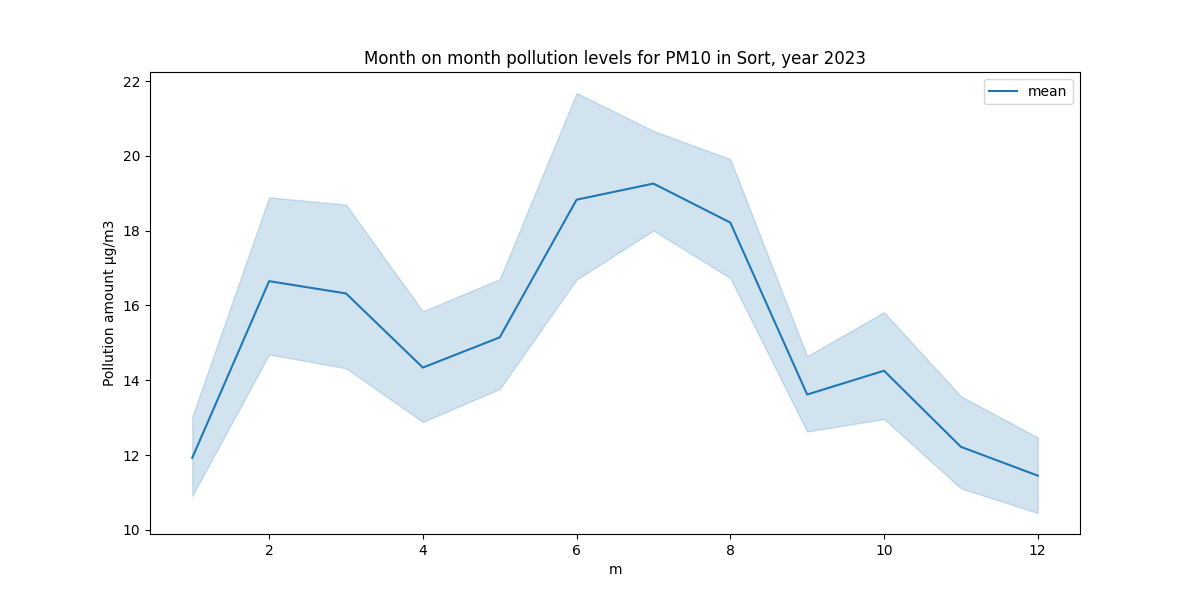 Month on month pollution levels for PM10 in Sort, year 2023
mean
Pollution amount µg/m3
22
20
18
16
14
12
10
2 4 6 8 10 12
m